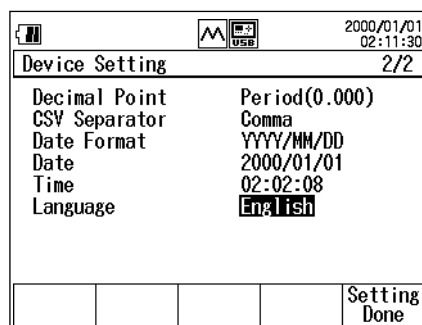 USB
2000/01/01
02:11:30
Device Setting 2/2
Decimal Point Period(0.000)
CSV Separator Comma
Date Format YYYY/MM/DD
Date 2000/01/01
Time 02:02:08
Language English
Setting
Done